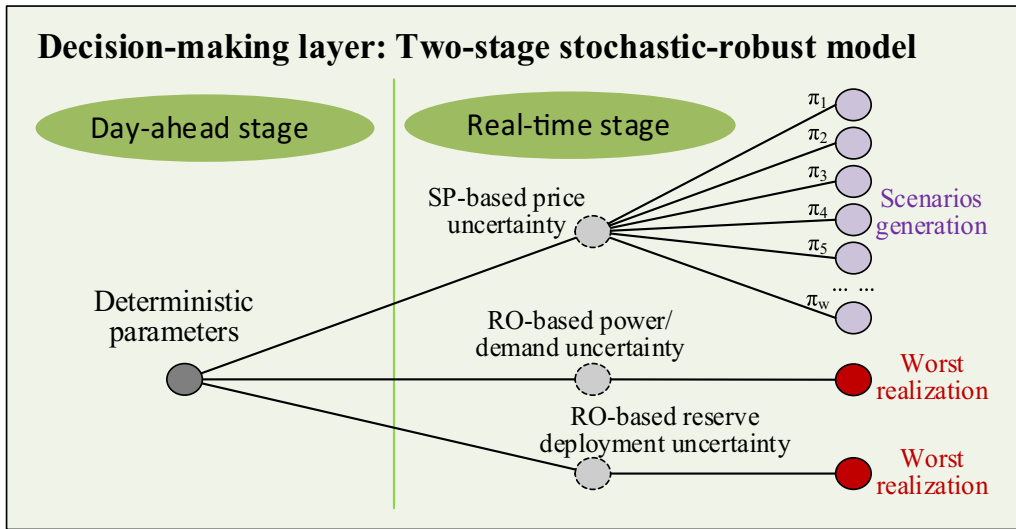 Decision-making layer: Two-stage stochastic-robust model
Day-ahead stage
Real-time stage
π1
π2
π3
π4
π5
... ...
πw
SP-based price
uncertainty
Scenarios
generation
Deterministic
parameters
RO-based power/
demand uncertainty
Worst
realization
RO-based reserve
deployment uncertainty
Worst
realization